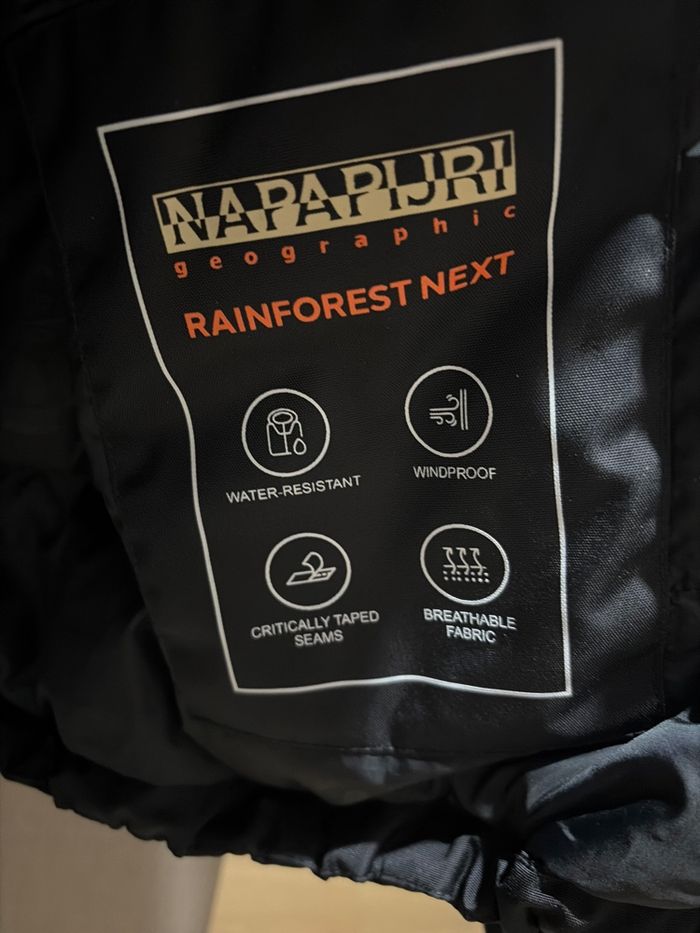 NAPAPIJRI
geographic
RAINFOREST NEXT
WATER-RESISTANT
WINDPROOF
CRITICALLY TAPED
SEAMS
BREATHABLE
FABRIC